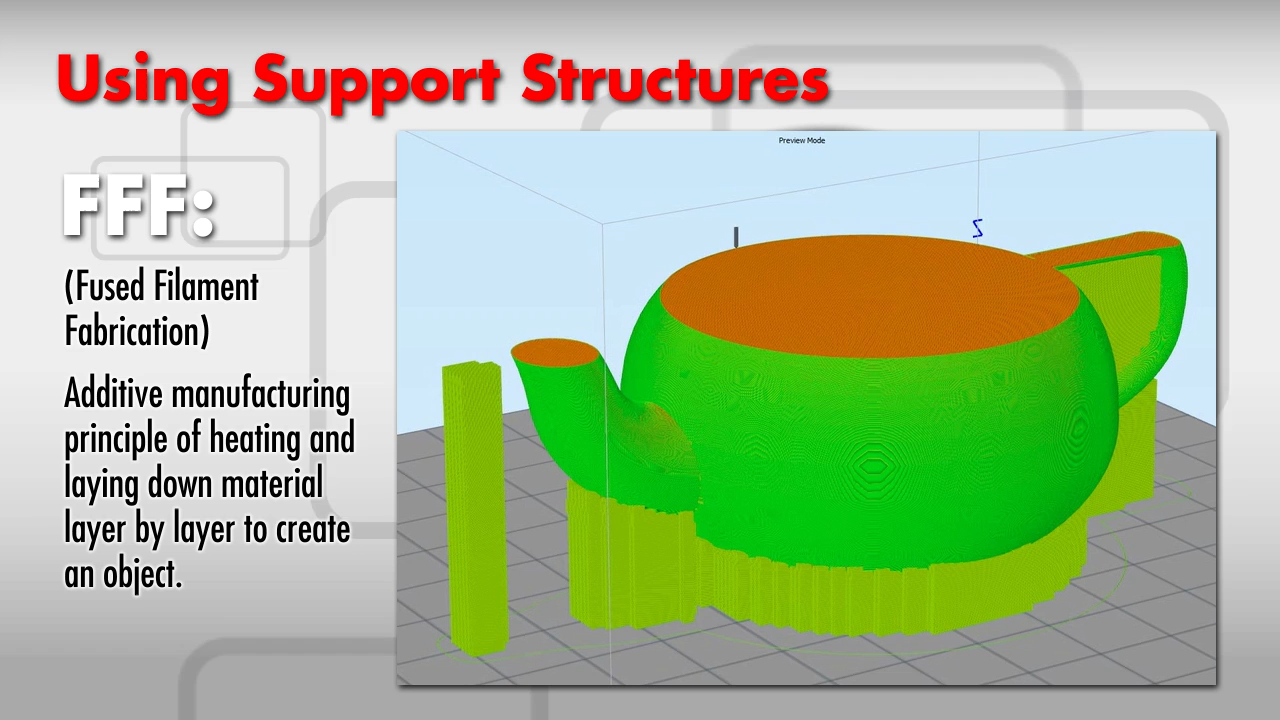 Using Support Structures
FFF:
(Fused Filament
Fabrication)
Additive manufacturing
principle of heating and
laying down material
layer by layer to create
an object.
Preview Mode
Z